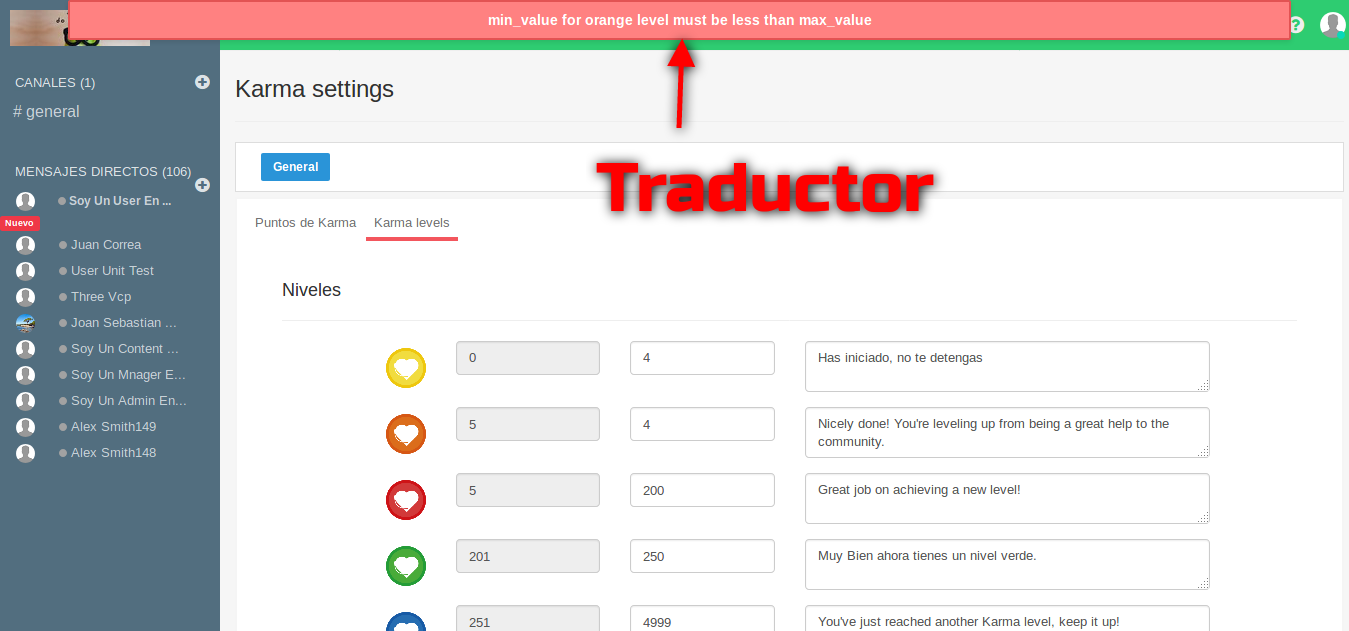 min_value for orange level must be less than max_value
?
do
CANALES (1)
# general
MENSAJES DIRECTOS (106)
Soy Un User En ...
Nuevo
Juan Correa
User Unit Test
Three Vcp
Joan Sebastian ...
Soy Un Content ...
Soy Un Mnager E...
Soy Un Admin En...
Alex Smith149
Alex Smith148
Karma settings
General
Traductor
Puntos de Karma
Karma levels
Niveles
0
4
Has iniciado, no te detengas
5
4
Nicely done! You're leveling up from being a great help to the
community.
5
200
Great job on achieving a new level!
201
250
Muy Bien ahora tienes un nivel verde.
251
4999
You've just reached another Karma level, keep it up!